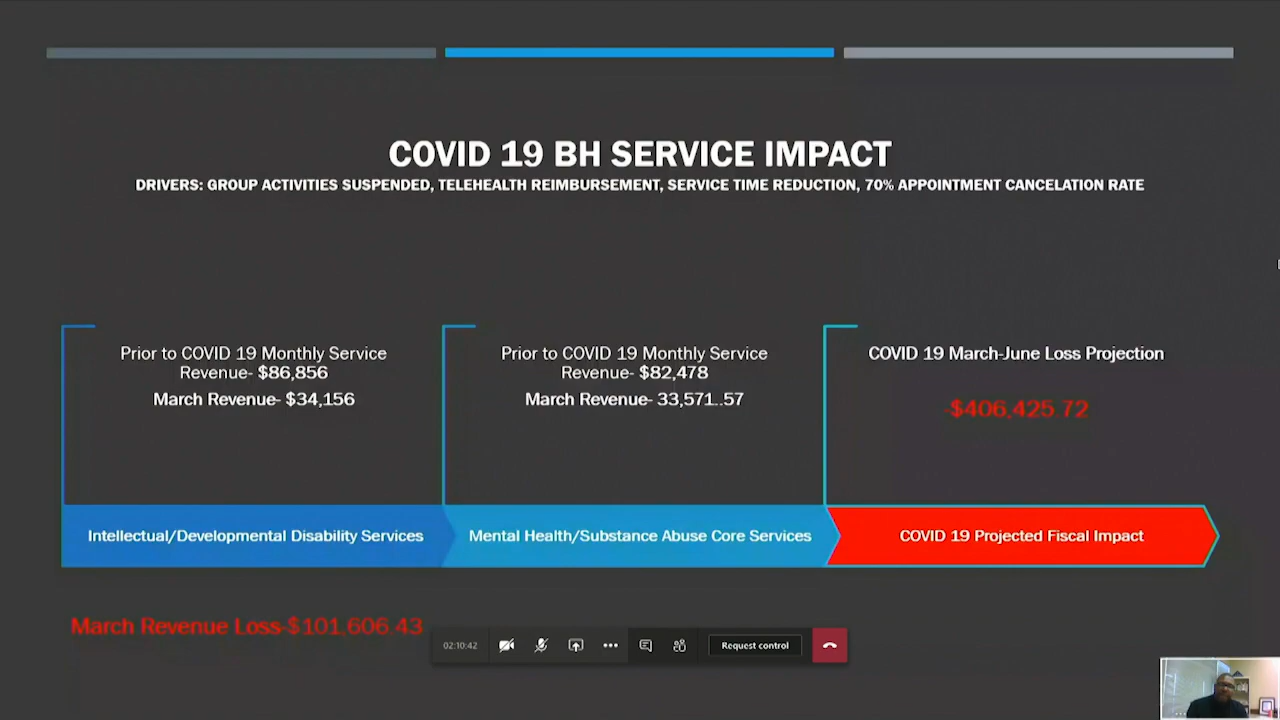 COVID 19 BH SERVICE IMPACT
DRIVERS: GROUP ACTIVITIES SUSPENDED, TELEHEALTH REIMBURSEMENT, SERVICE TIME REDUCTION, 70% APPOINTMENT CANCELATION RATE
Prior to COVID 19 Monthly Service
Revenue- $86,856
March Revenue- $34,156
Prior to COVID 19 Monthly Service
Revenue- $82,478
March Revenue- 33,571..57
COVID 19 March-June Loss Projection
-$406,425.72
Intellectual/Developmental Disability Services
Mental Health/Substance Abuse Core Services
COVID 19 Projected Fiscal Impact
March Revenue Loss-$101,606.43
02:10:42
Request control